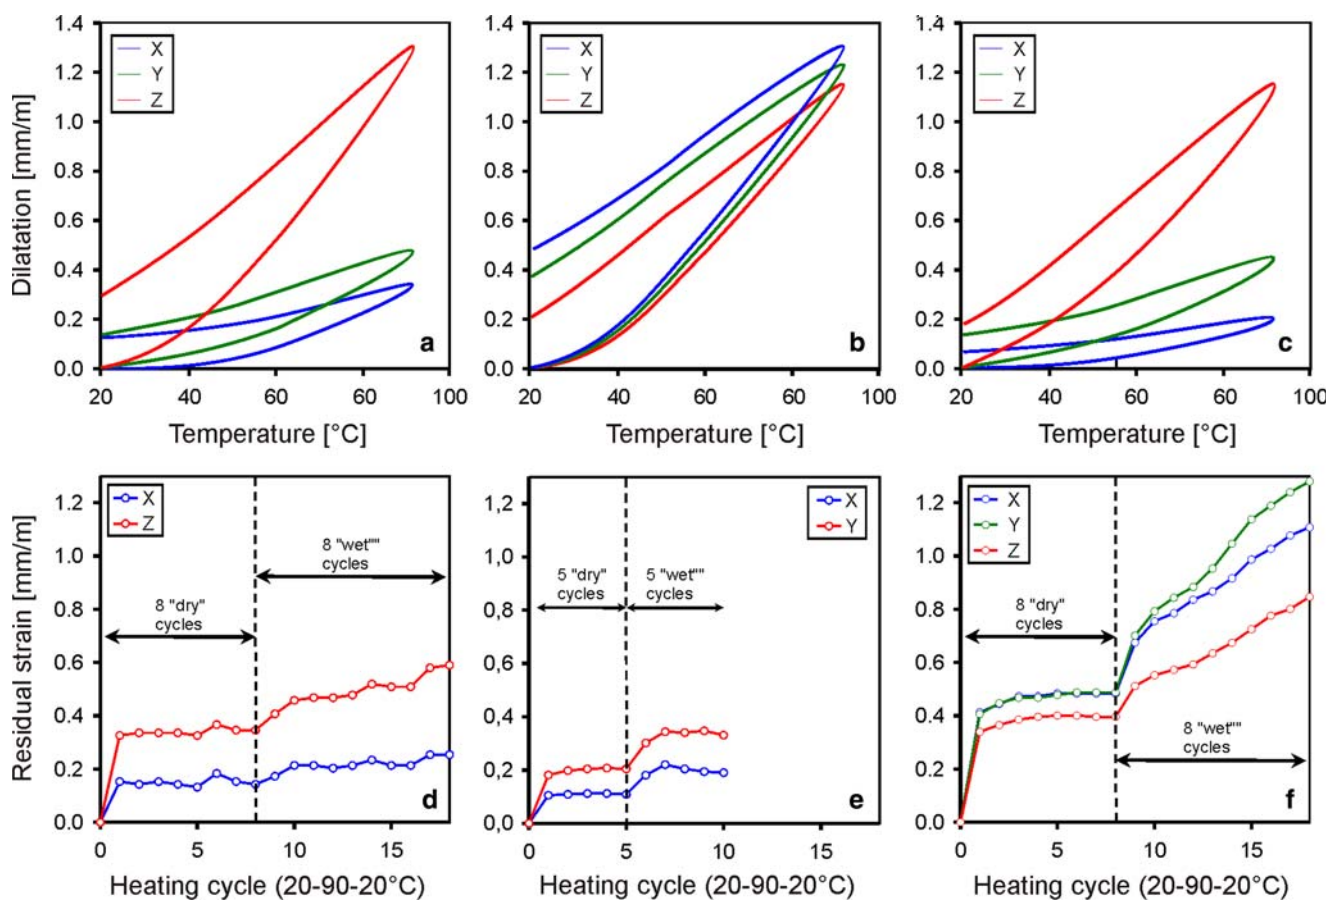 1.4
1.2
1.0
0.8
0.6
0.4
0.2
0.0
Dilatation [mm/m]
X
Y
Z
a
20 40 60 60 100
Temperature [°C]
1.4
1.2
1.0
0.8
0.6
0.4
0.2
0.0
X
Y
Z
b
20 40 60 60 100
Temperature [°C]
1.4
1.2
1.0
0.8
0.6
0.4
0.2
0.0
X
Y
Z
c
20 40 60 60 100
Temperature [°C]
1.2
1.0
0.8
0.6
0.4
0.2
0.0
Residual strain [mm/m]
X
Z
8 "wet""
cycles
8 "dry"
cycles
d
0 5 10 15
Heating cycle (20-90-20°C)
1,2
1,0
0,8
0,6
0,4
0,2
0,0
X
Y
5 "dry"
cycles
5 "wet""
cycles
e
0 5 10 15
Heating cycle (20-90-20°C)
1.2
1.0
0.8
0.6
0.4
0.2
0.0
X
Y
Z
8 "dry"
cycles
8 "wet""
cycles
f
0 5 10 15
Heating cycle (20-90-20°C)